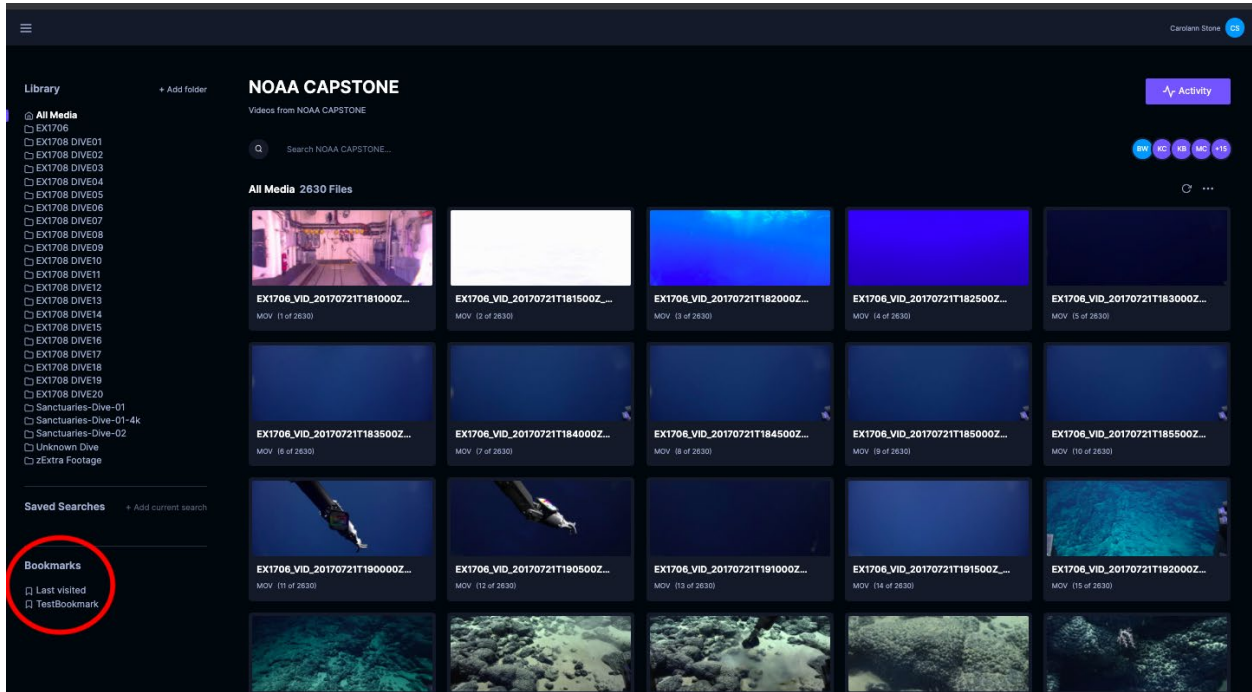 Carolann Stone CS
Library + Add folder
All Media
EX1706
EX1708 DIVE01
EX1708 DIVE02
EX1708 DIVE03
EX1708 DIVE04
EX1708 DIVE05
EX1708 DIVE06
EX1708 DIVE07
EX1708 DIVE08
EX1708 DIVE09
EX1708 DIVE10
EX1708 DIVE11
EX1708 DIVE12
EX1708 DIVE13
EX1708 DIVE14
EX1708 DIVE15
EX1708 DIVE16
EX1708 DIVE17
EX1708 DIVE18
EX1708 DIVE19
EX1708 DIVE20
Sanctuaries-Dive-01
Sanctuaries-Dive-01-4k
Sanctuaries-Dive-02
Unknown Dive
zExtra Footage
Saved Searches + Add current search
Bookmarks
Last visited
TestBookmark
NOAA CAPSTONE
Activity
Videos from NOAA CAPSTONE
Search NOAA CAPSTONE...
BW KC KB MC +15
All Media 2630 Files
EX1706_VID_20170721T181000Z... EX1706_VID_20170721T181500Z_... EX1706_VID_20170721T182000Z... EX1706_VID_20170721T182500Z... EX1706_VID_20170721T183000Z...
MOV (1 of 2630) MOV (2 of 2630) MOV (3 of 2630) MOV (4 of 2630) MOV (5 of 2630)
EX1706_VID_20170721T183500Z... EX1706_VID_20170721T184000Z... EX1706_VID_20170721T184500Z... EX1706_VID_20170721T185000Z... EX1706_VID_20170721T185500Z...
MOV (6 of 2630) MOV (7 of 2630) MOV (8 of 2630) MOV (9 of 2630) MOV (10 of 2630)
EX1706_VID_20170721T190000Z... EX1706_VID_20170721T190500Z... EX1706_VID_20170721T191000Z... EX1706_VID_20170721T191500Z_... EX1706_VID_20170721T192000Z...
MOV (11 of 2630) MOV (12 of 2630) MOV (13 of 2630) MOV (14 of 2630) MOV (15 of 2630)